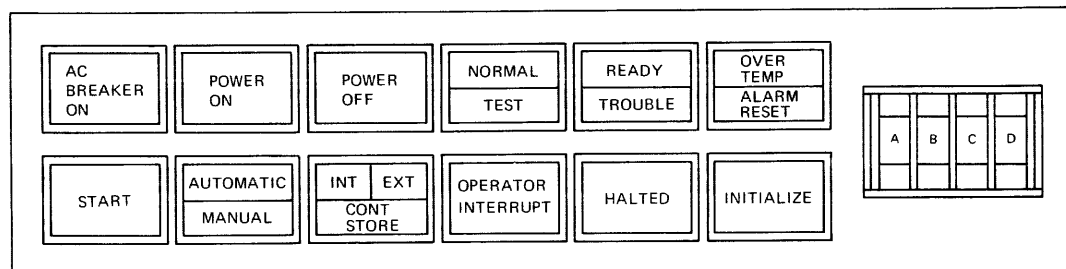 AC
BREAKER
ON
POWER
ON
POWER
OFF
NORMAL
TEST
READY
TROUBLE
OVER
TEMP
ALARM
RESET
START
AUTOMATIC
MANUAL
INT EXT
CONT
STORE
OPERATOR
INTERRUPT
HALTED
INITIALIZE
A B C D